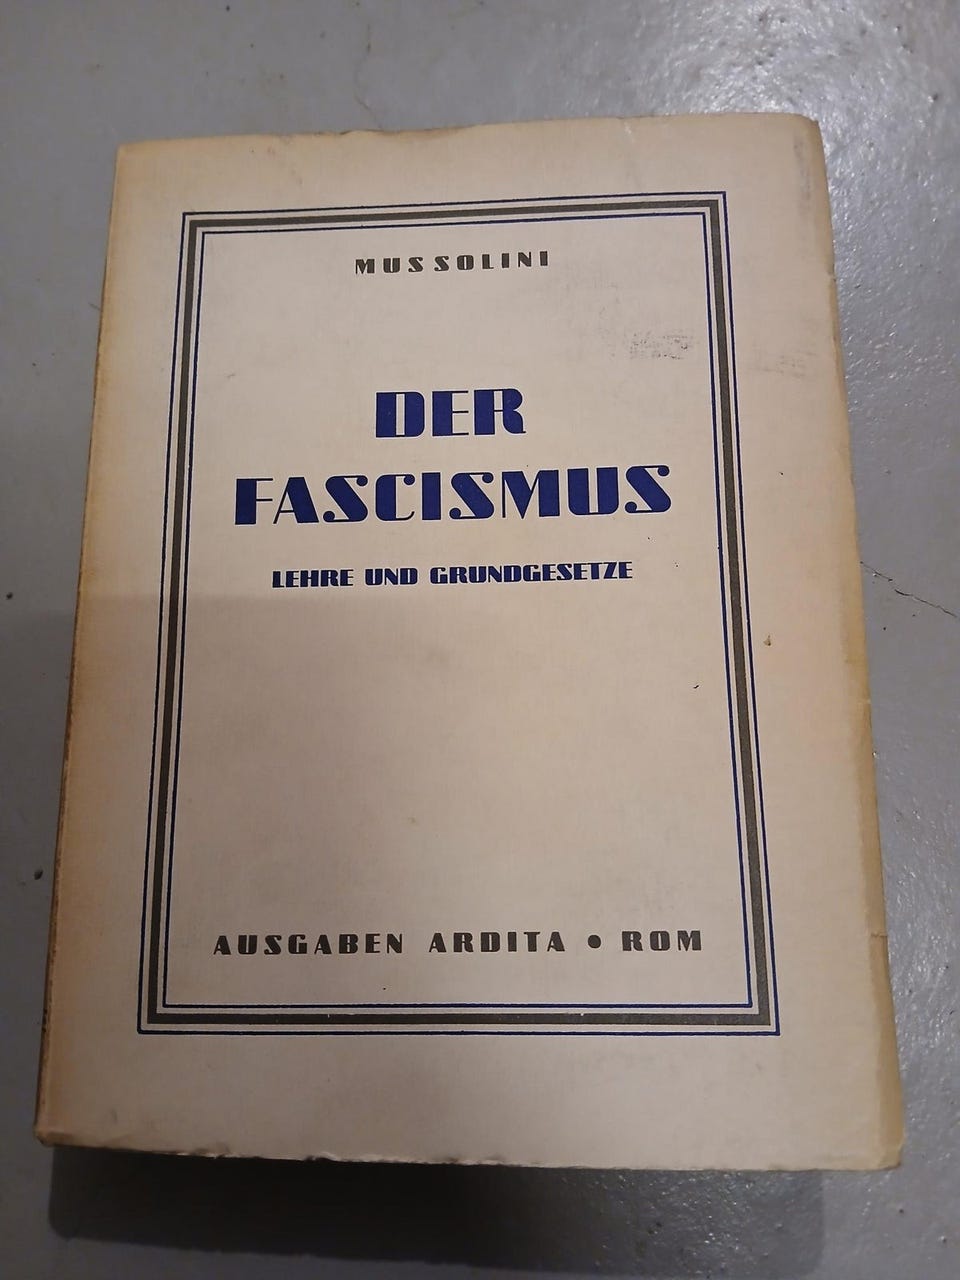 MUSSOLINI
DER
FASCISMUS
LEHRE UND GRUNDGESETZE
AUSGABEN ARDITA • ROM